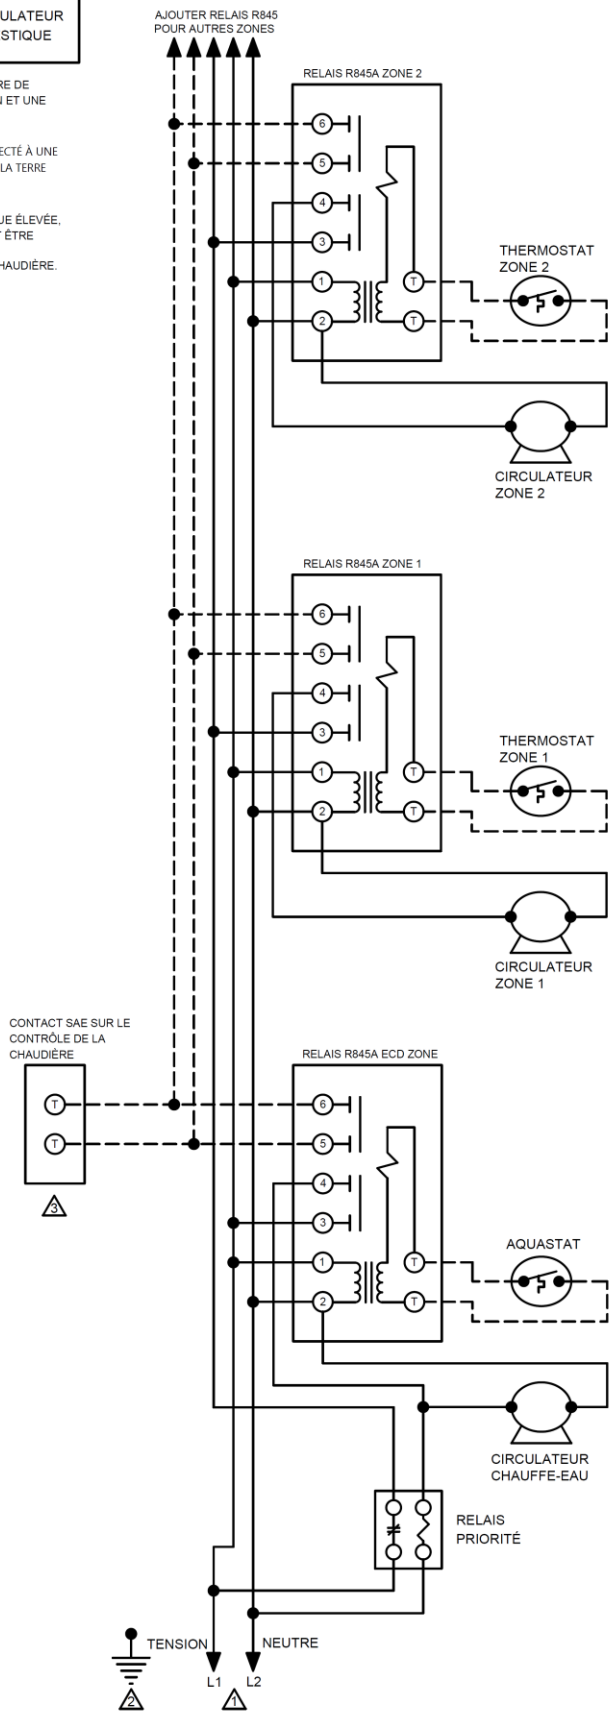 CULATEUR
ESTIQUE
RE DE
N ET UNE
ECTÉ À UNE
LA TERRE
UE ÉLEVÉE,
T ÊTRE
HAUDIÈRE.
AJOUTER RELAIS R845
POUR AUTRES ZONES
RELAIS R845A ZONE 2
6
5
4
3
1
2
T
T
THERMOSTAT
ZONE 2
CIRCULATEUR
ZONE 2
RELAIS R845A ZONE 1
6
5
4
3
1
2
T
T
THERMOSTAT
ZONE 1
CIRCULATEUR
ZONE 1
CONTACT SAE SUR LE
CONTRÔLE DE LA
CHAUDIÈRE
T
T
3
RELAIS R845A ECD ZONE
6
5
4
3
1
2
T
T
AQUASTAT
CIRCULATEUR
CHAUFFE-EAU
RELAIS
PRIORITÉ
TENSION
NEUTRE
L1
L2
2
1